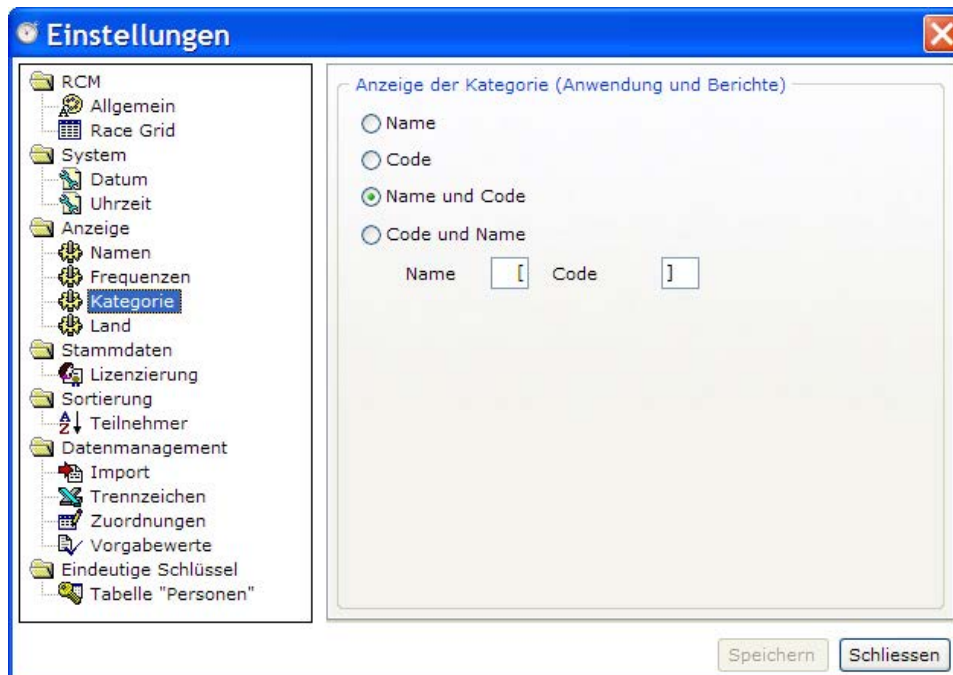 Einstellungen
RCM
Allgemein
Race Grid
System
Datum
Uhrzeit
Anzeige
Namen
Frequenzen
Kategorie
Land
Stammdaten
Lizenzierung
Sortierung
Teilnehmer
Datenmanagement
Import
Trennzeichen
Zuordnungen
Vorgabewerte
Eindeutige Schlüssel
Tabelle "Personen"
Anzeige der Kategorie (Anwendung und Berichte)
Name
Code
Name und Code
Code und Name
Name [ Code ]
Speichern Schliessen